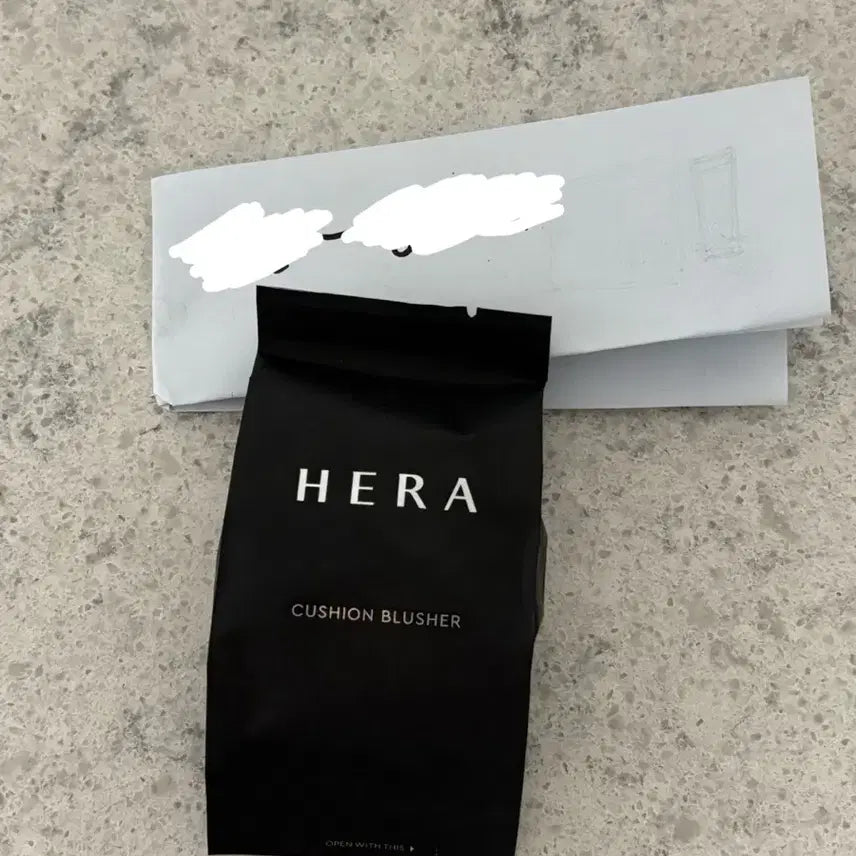 HERA
CUSHION BLUSHER
OPEN WITH THIS ▸